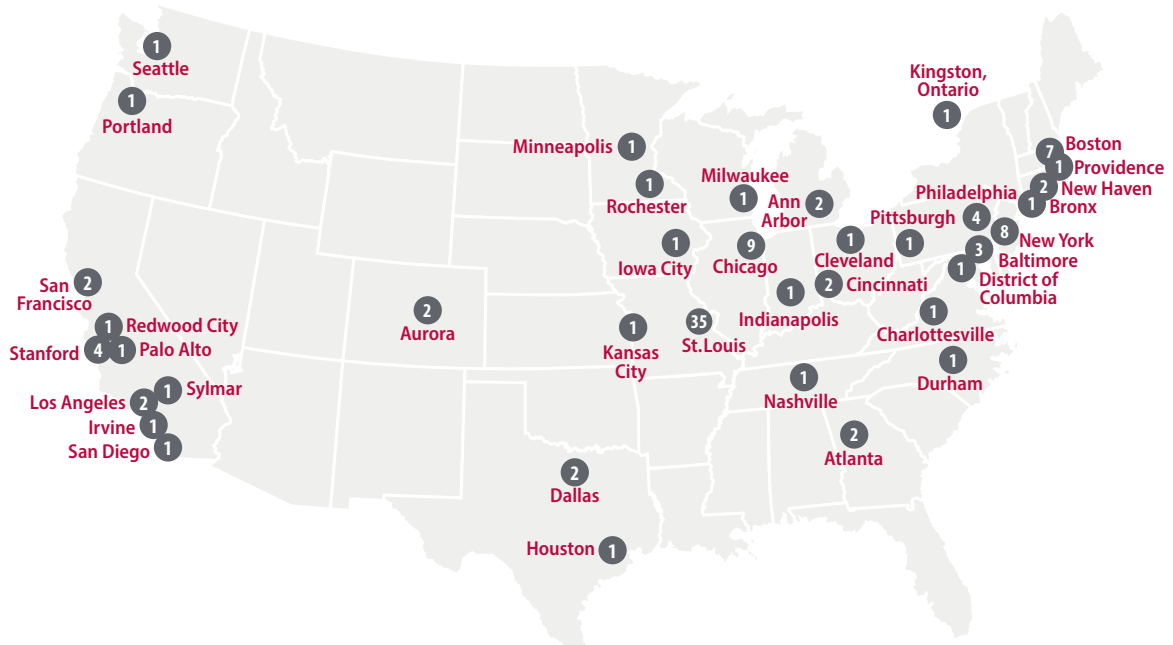 1
Seattle
1
Portland
Kingston,
Ontario
1
Minneapolis 1
1
Rochester
Milwaukee
1
Ann
Arbor
2
7
Boston
1
Providence
2
New Haven
1
Bronx
Philadelphia
4
Pittsburgh
1
8
New York
3
Baltimore
1
District of
Columbia
1
Iowa City
9
Chicago
1
Cleveland
2
Cincinnati
1
Indianapolis
San
Francisco
2
1
Redwood City
Stanford
4
1
Palo Alto
2
Aurora
1
Kansas
City
35
St.Louis
1
Charlottesville
1
Durham
1
Nashville
1
Sylmar
Los Angeles
2
Irvine
1
San Diego
1
2
Atlanta
2
Dallas
Houston
1